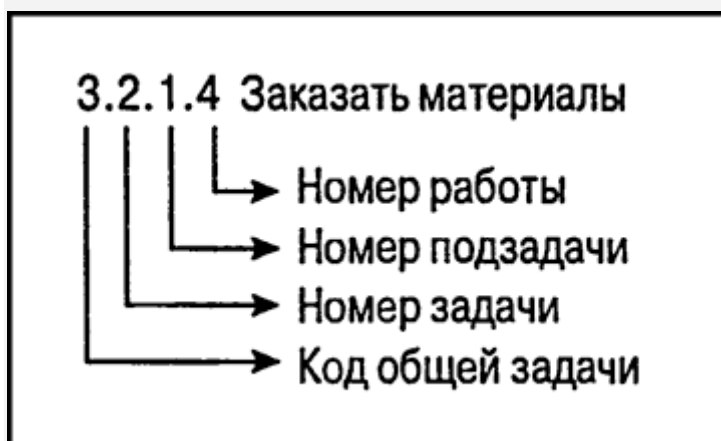 3.2.1.4 Заказать материалы
Номер работы
Номер подзадачи
Номер задачи
Код общей задачи